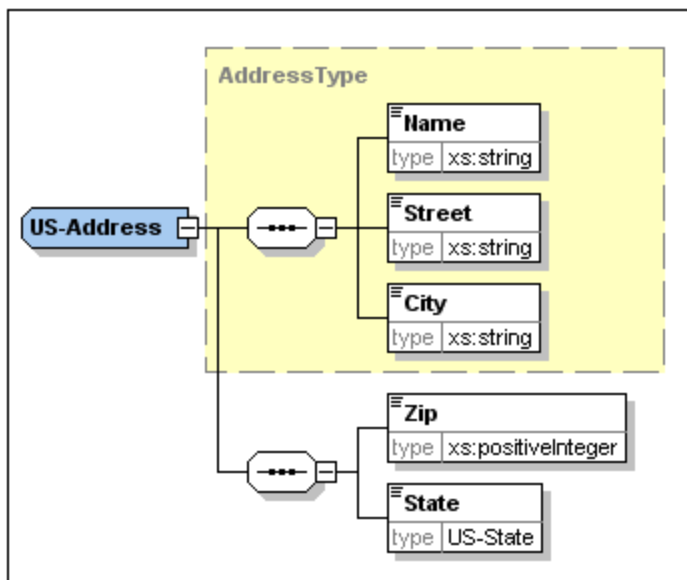 AddressType
Name
type xs:string
US-Address
Street
type xs:string
City
type xs:string
Zip
type xs:positiveInteger
State
type US-State